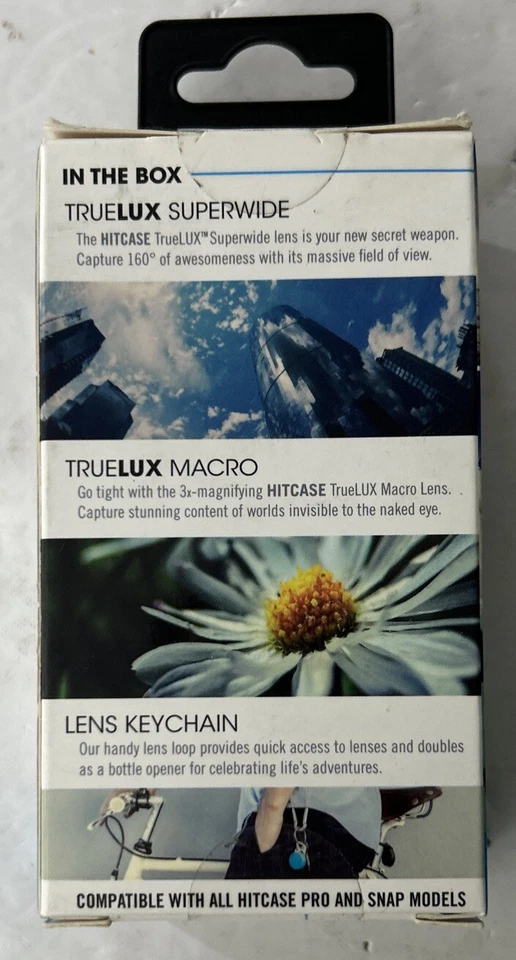 IN THE BOX
TRUELUX SUPERWIDE
The HITCASE TrueLUX™ Superwide lens is your new secret weapon.
Capture 160° of awesomeness with its massive field of view.
TRUELUX MACRO
Go tight with the 3x-magnifying HITCASE TrueLUX Macro Lens.
Capture stunning content of worlds invisible to the naked eye.
LENS KEYCHAIN
Our handy lens loop provides quick access to lenses and doubles
as a bottle opener for celebrating life's adventures.
COMPATIBLE WITH ALL HITCASE PRO AND SNAP MODELS